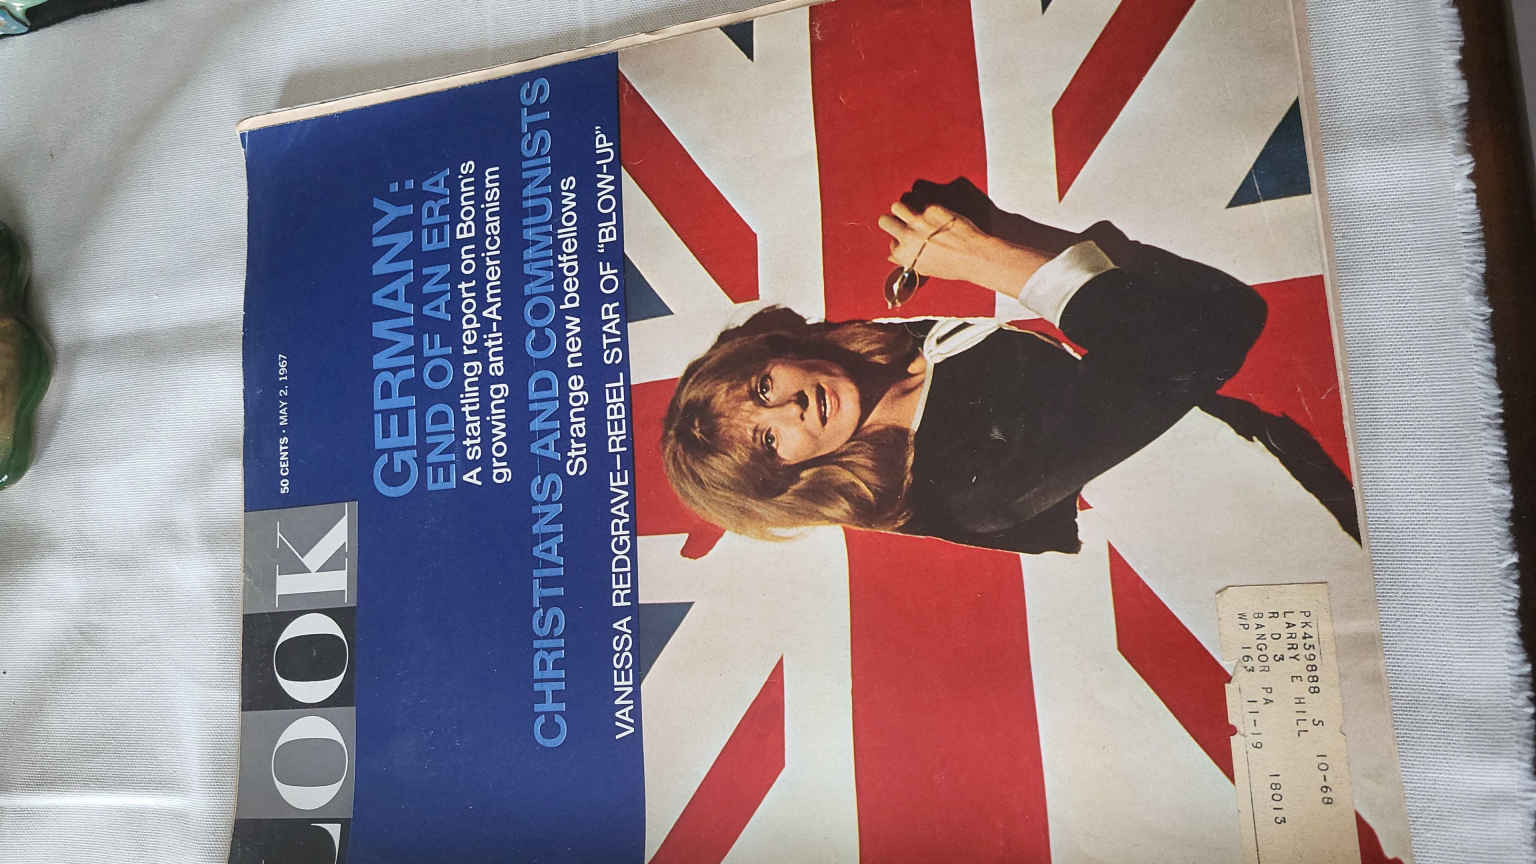 LOOK
50 CENTS · MAY 2, 1967
GERMANY:
END OF AN ERA
A startling report on Bonn's
growing anti-Americanism
CHRISTIANS AND COMMUNISTS
Strange new bedfellows
VANESSA REDGRAVE–REBEL STAR OF “BLOW-UP”
PK459888 5 10-68
LARRY E HILL
R D 3
BANGOR PA 18013
WP 163 11-19